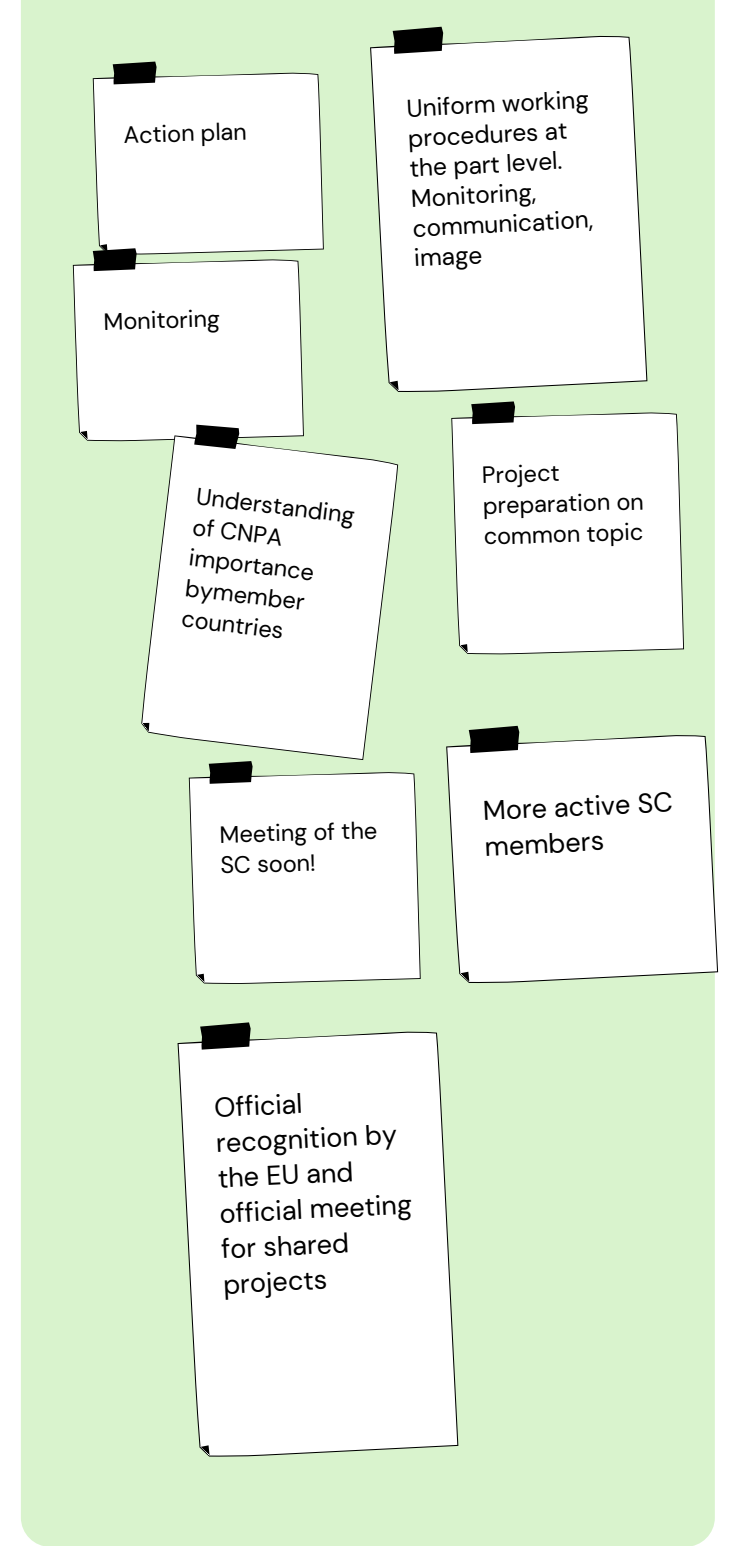 Action plan
Uniform working
procedures at
the part level.
Monitoring,
communication,
image
Monitoring
Project
preparation on
common topic
Understanding
of CNPA
importance
bymember
countries
Meeting of the
SC soon!
More active SC
members
Official
recognition by
the EU and
official meeting
for shared
projects